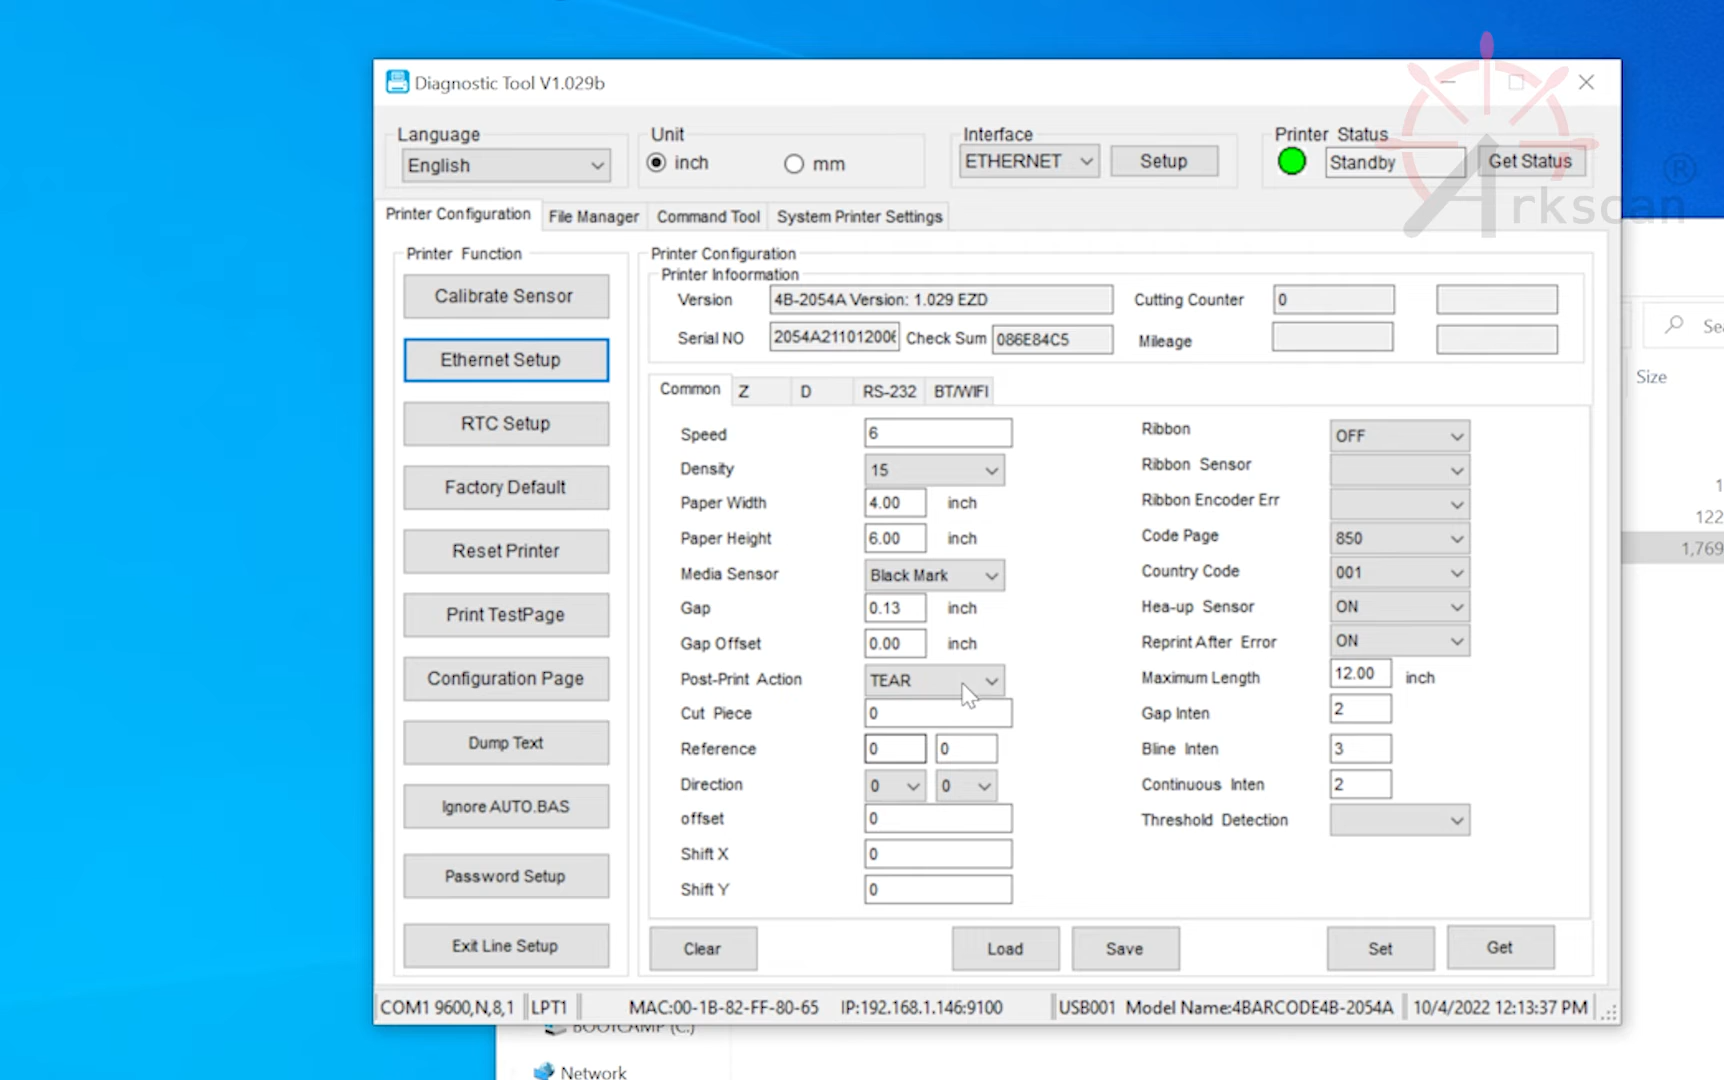 Diagnostic Tool V1.029b
Arkscan ®
Language
Unit
Interface
Printer Status
English
inch
mm
ETHERNET
Setup
Standby
Get Status
Printer Configuration
File Manager
Command Tool
System Printer Settings
Printer Function
Calibrate Sensor
Ethernet Setup
RTC Setup
Factory Default
Reset Printer
Print TestPage
Configuration Page
Dump Text
Ignore AUTO.BAS
Password Setup
Exit Line Setup
Printer Configuration
Printer Infoormation
Version
4B-2054A Version: 1.029 EZD
Cutting Counter
0
Serial NO
2054A211012006
Check Sum
086E84C5
Mileage
Common
Z
D
RS-232
BT/WIFI
Speed
6
Density
15
Paper Width
4.00
inch
Paper Height
6.00
inch
Media Sensor
Black Mark
Gap
0.13
inch
Gap Offset
0.00
inch
Post-Print Action
TEAR
Cut Piece
0
Reference
0
0
Direction
0
0
offset
0
Shift X
0
Shift Y
0
Ribbon
OFF
Ribbon Sensor
Ribbon Encoder Err
Code Page
850
Country Code
001
Hea-up Sensor
ON
Reprint After Error
ON
Maximum Length
12.00
inch
Gap Inten
2
Bline Inten
3
Continuous Inten
2
Threshold Detection
Clear
Load
Save
Set
Get
COM1 9600,N,8,1
LPT1
MAC:00-1B-82-FF-80-65
IP:192.168.1.146:9100
USB001
Model Name:4BARCODE4B-2054A
10/4/2022 12:13:37 PM
Size
122
1,769
BOOTCAMP (C:)
Network